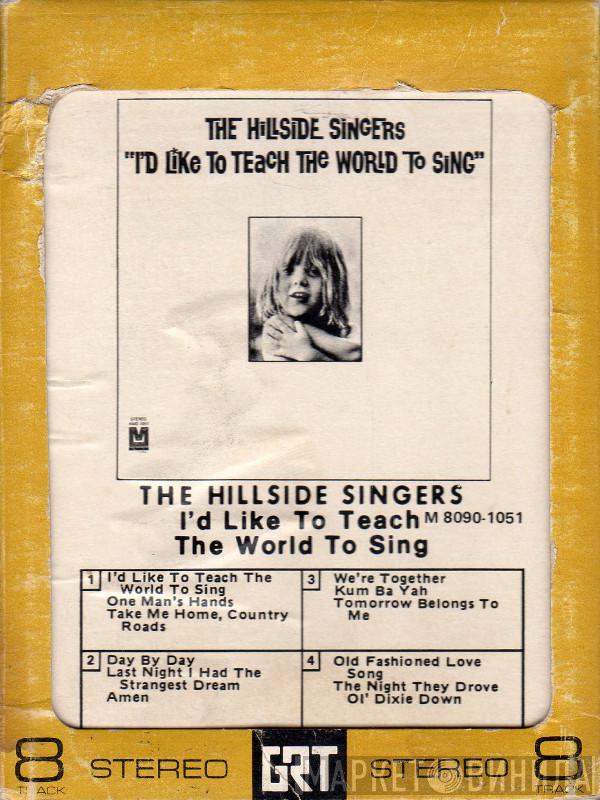 THE HILLSIDE SINGERS
"I'D LIKE TO TEACH THE WORLD TO SING"
STEREO
THE HILLSIDE SINGERS
I'd Like To Teach M 8090-1051
The World To Sing
1 I'd Like To Teach The
World To Sing
One Man's Hands
Take Me Home, Country
Roads
2 Day By Day
Last Night I Had The
Strangest Dream
Amen
3 We're Together
Kum Ba Yah
Tomorrow Belongs To
Me
4 Old Fashioned Love
Song
The Night They Drove
Ol' Dixie Down
8 STEREO GRT STEREO 8
TRACK TRACK
МАРКЕТ ВИНИЛА